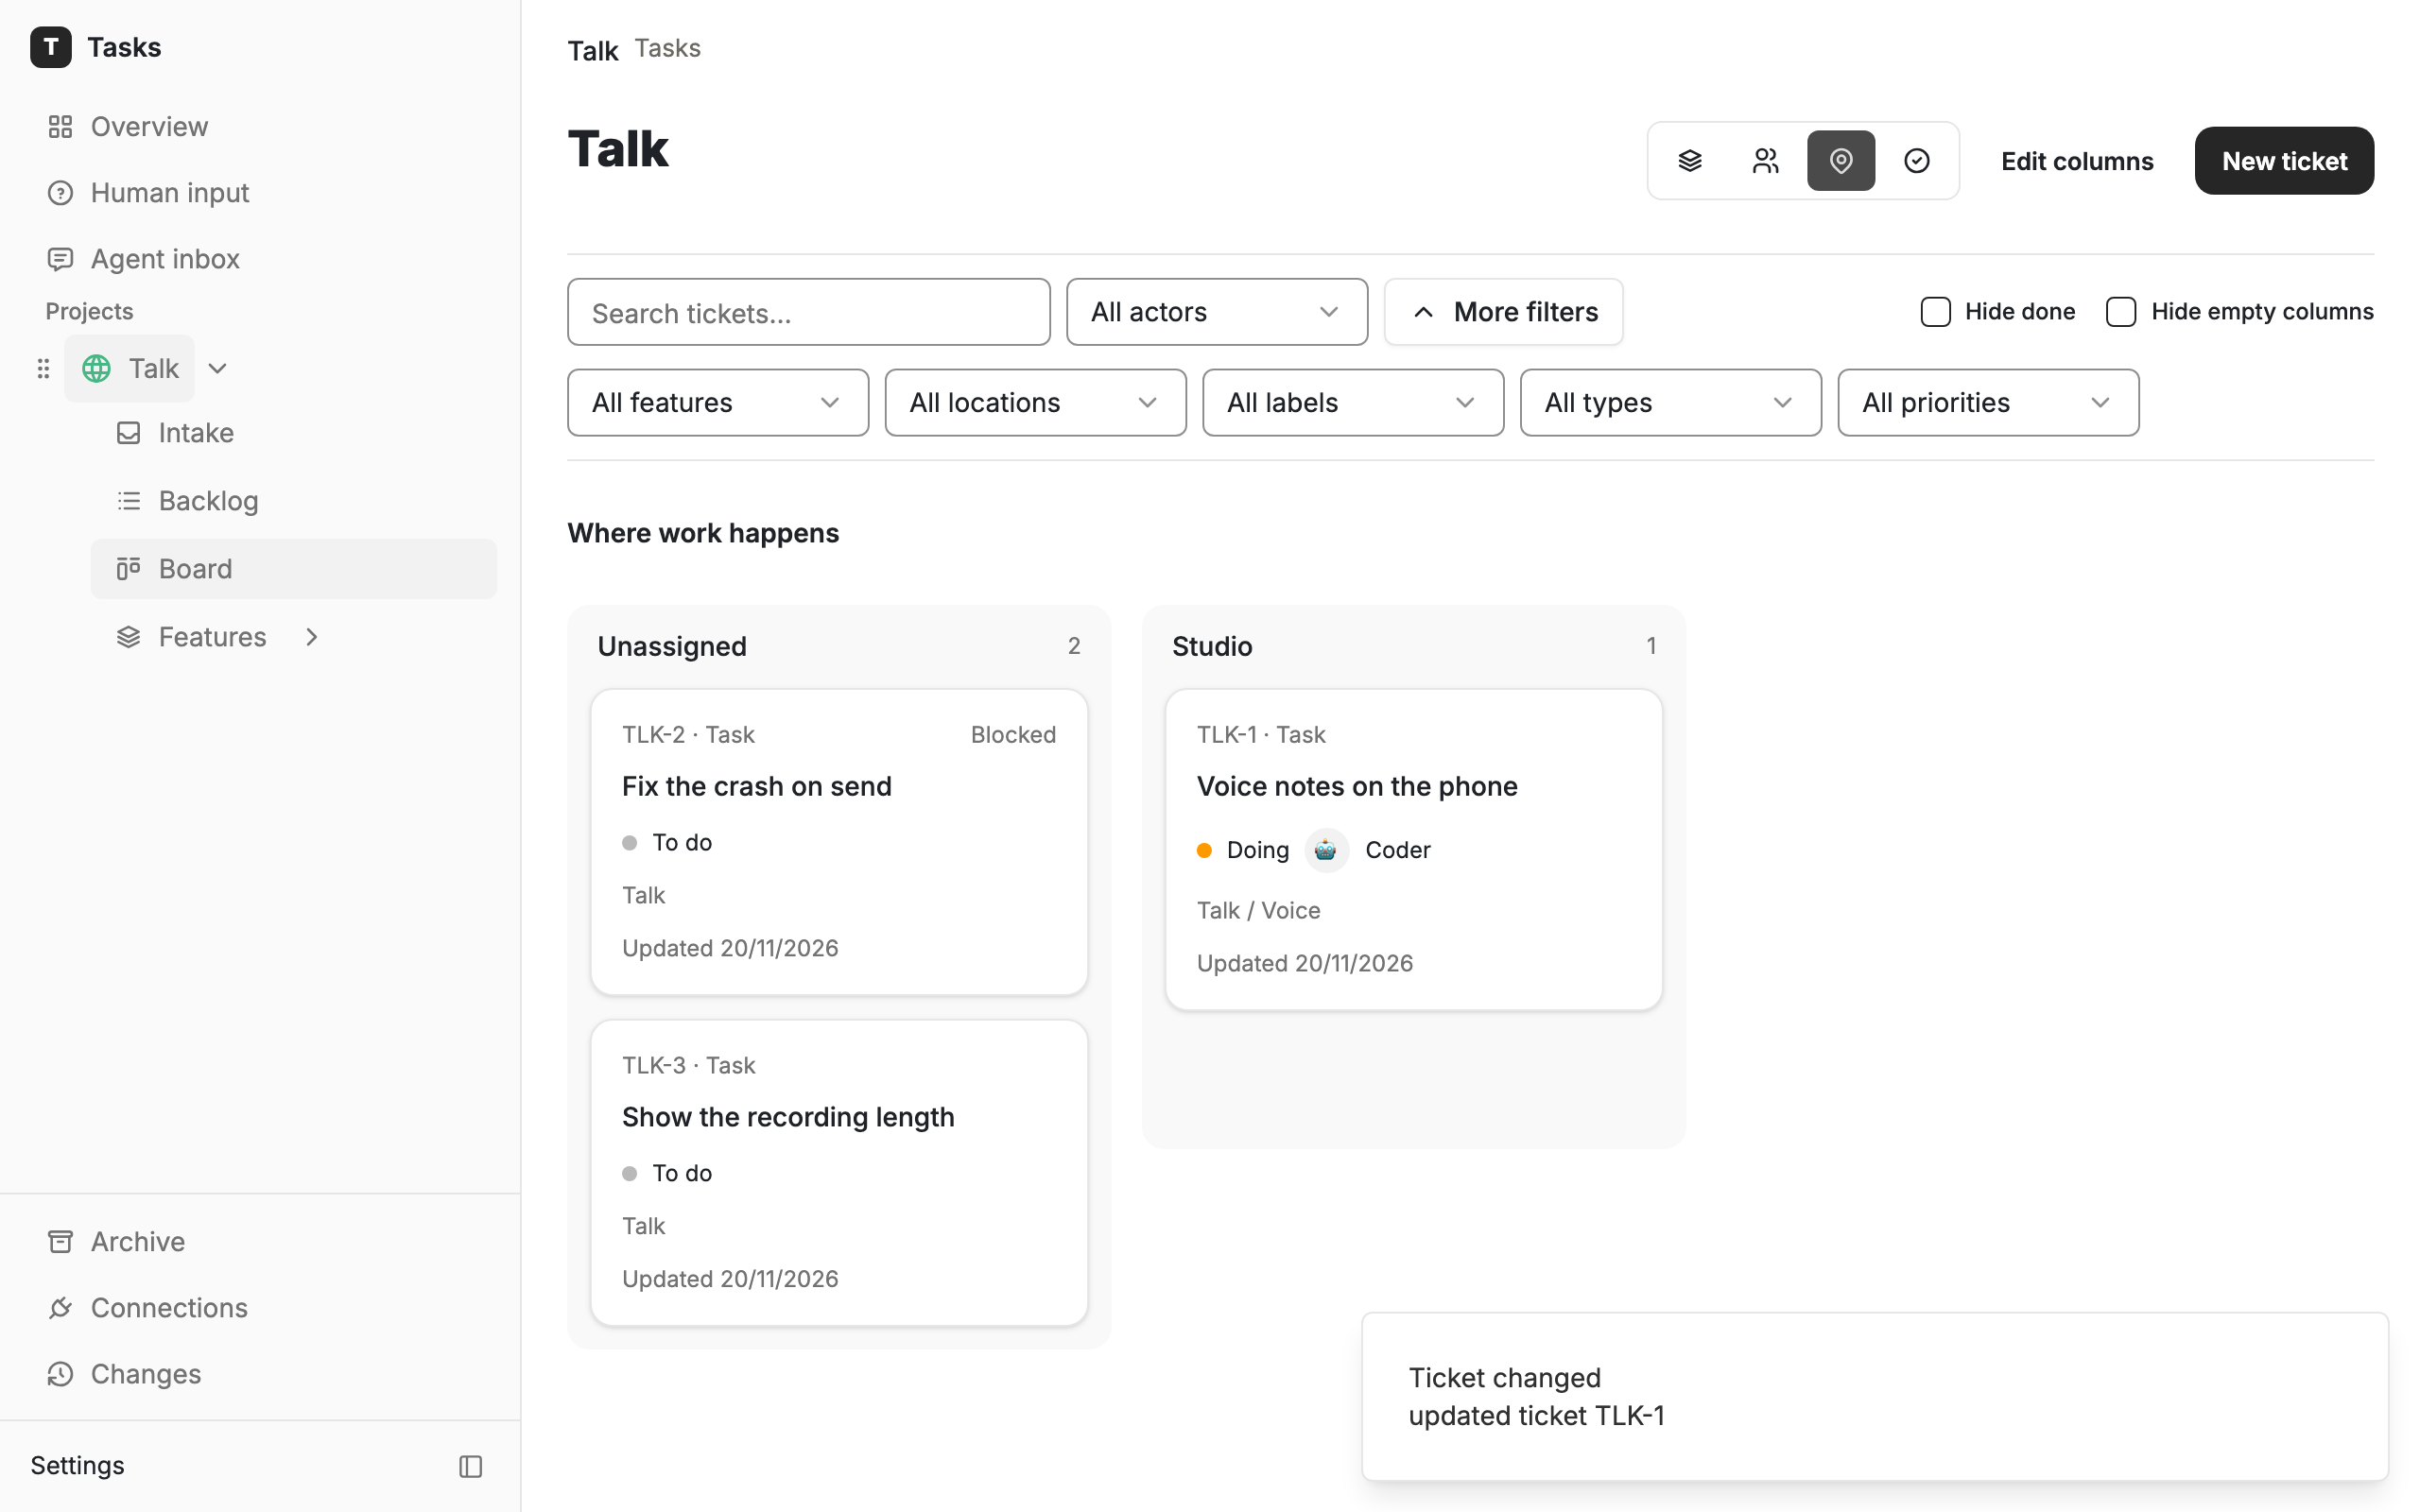 T Tasks
Overview
Human input
Agent inbox
Projects
Talk
Intake
Backlog
Board
Features
Archive
Connections
Changes
Settings
Talk Tasks
Talk
Edit columns
New ticket
Search tickets...
All actors
More filters
Hide done
Hide empty columns
All features
All locations
All labels
All types
All priorities
Where work happens
Unassigned 2
TLK-2 · Task Blocked
Fix the crash on send
To do
Talk
Updated 20/11/2026
TLK-3 · Task
Show the recording length
To do
Talk
Updated 20/11/2026
Studio 1
TLK-1 · Task
Voice notes on the phone
Doing Coder
Talk / Voice
Updated 20/11/2026
Ticket changed
updated ticket TLK-1